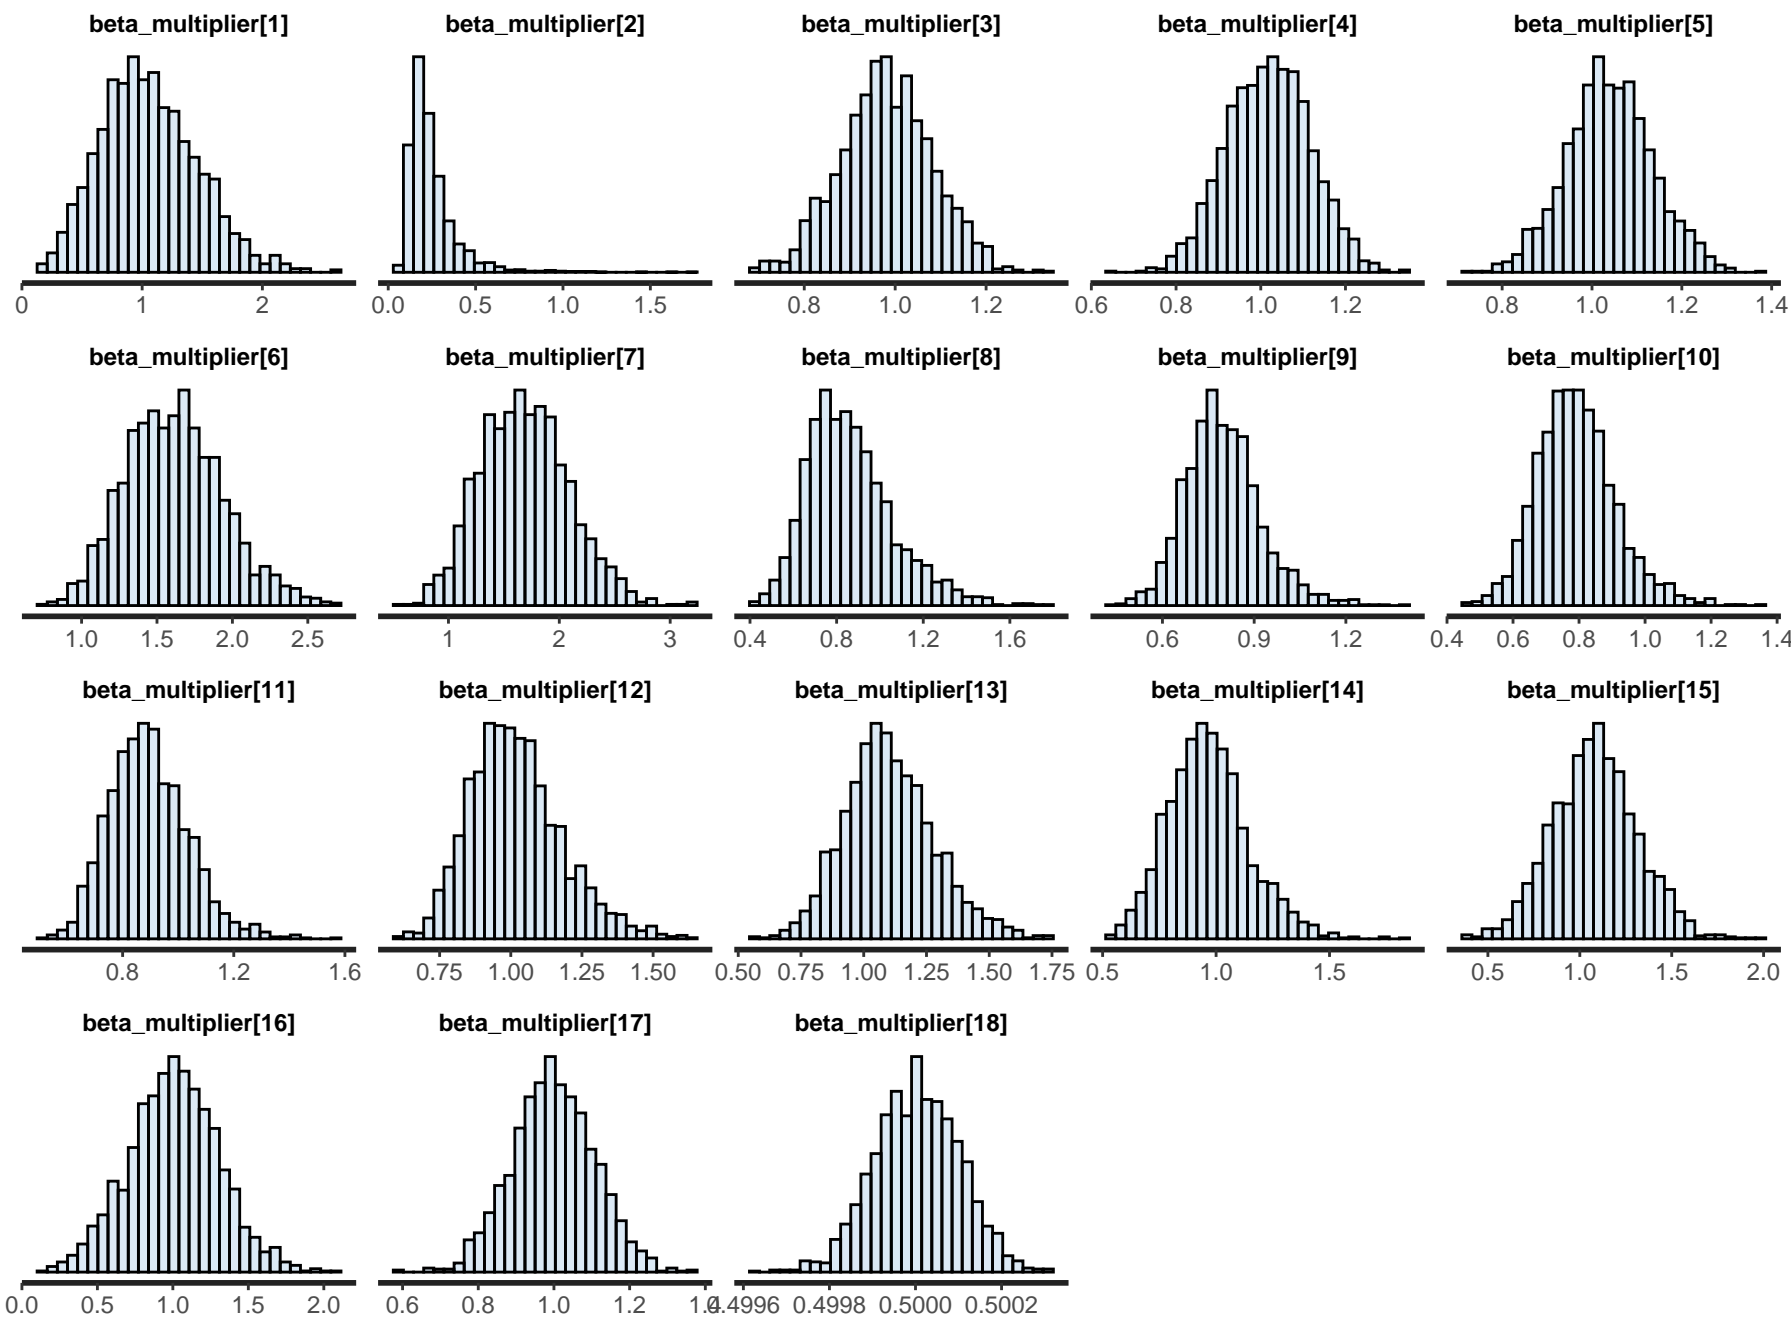 beta_multiplier[1] beta_multiplier[2] beta_multiplier[3] beta_multiplier[4] beta_multiplier[5]
0 1 2 0.0 0.5 1.0 1.5 0.8 1.0 1.2 0.6 0.8 1.0 1.2 0.8 1.0 1.2 1.4
beta_multiplier[6] beta_multiplier[7] beta_multiplier[8] beta_multiplier[9] beta_multiplier[10]
1.0 1.5 2.0 2.5 1 2 3 0.4 0.8 1.2 1.6 0.6 0.9 1.2 0.4 0.6 0.8 1.0 1.2 1.4
beta_multiplier[11] beta_multiplier[12] beta_multiplier[13] beta_multiplier[14] beta_multiplier[15]
0.8 1.2 1.6 0.75 1.00 1.25 1.50 0.50 0.75 1.00 1.25 1.50 1.75 0.5 1.0 1.5 0.5 1.0 1.5 2.0
beta_multiplier[16] beta_multiplier[17] beta_multiplier[18]
0.0 0.5 1.0 1.5 2.0 0.6 0.8 1.0 1.2 1.4 0.4996 0.4998 0.5000 0.5002